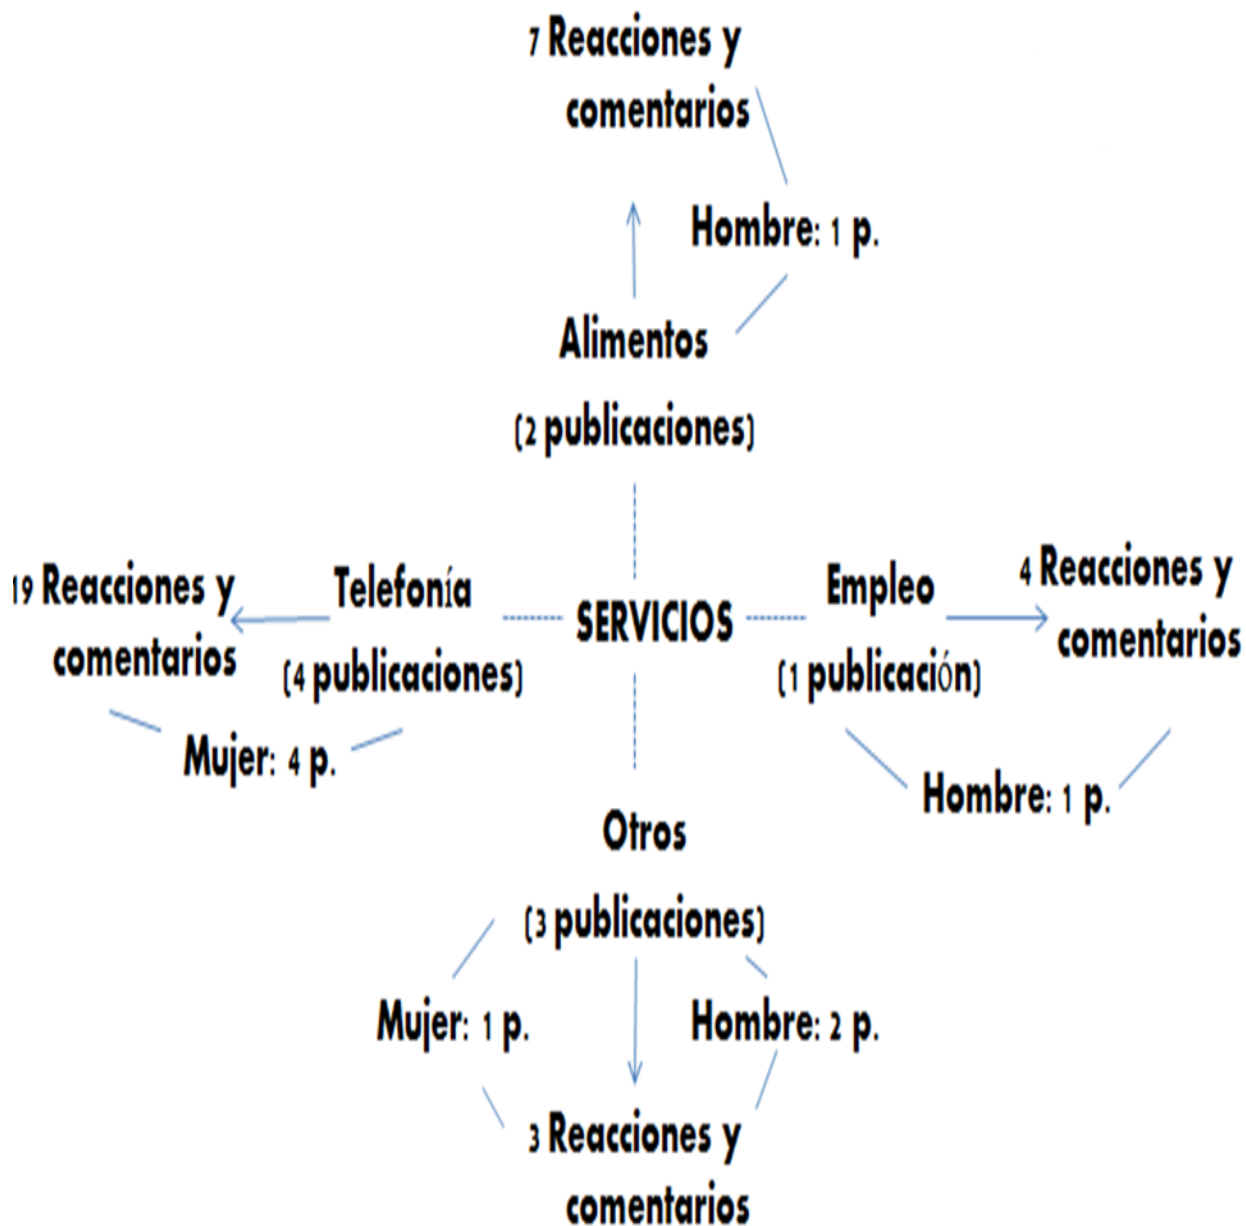 7 Reacciones y
comentarios
Hombre: 1 p.
Alimentos
(2 publicaciones)
19 Reacciones y
comentarios
Telefonía
(4 publicaciones)
Mujer: 4 p.
SERVICIOS
Empleo
(1 publicación)
4 Reacciones y
comentarios
Hombre: 1 p.
Otros
(3 publicaciones)
Mujer: 1 p.
Hombre: 2 p.
3 Reacciones y
comentarios